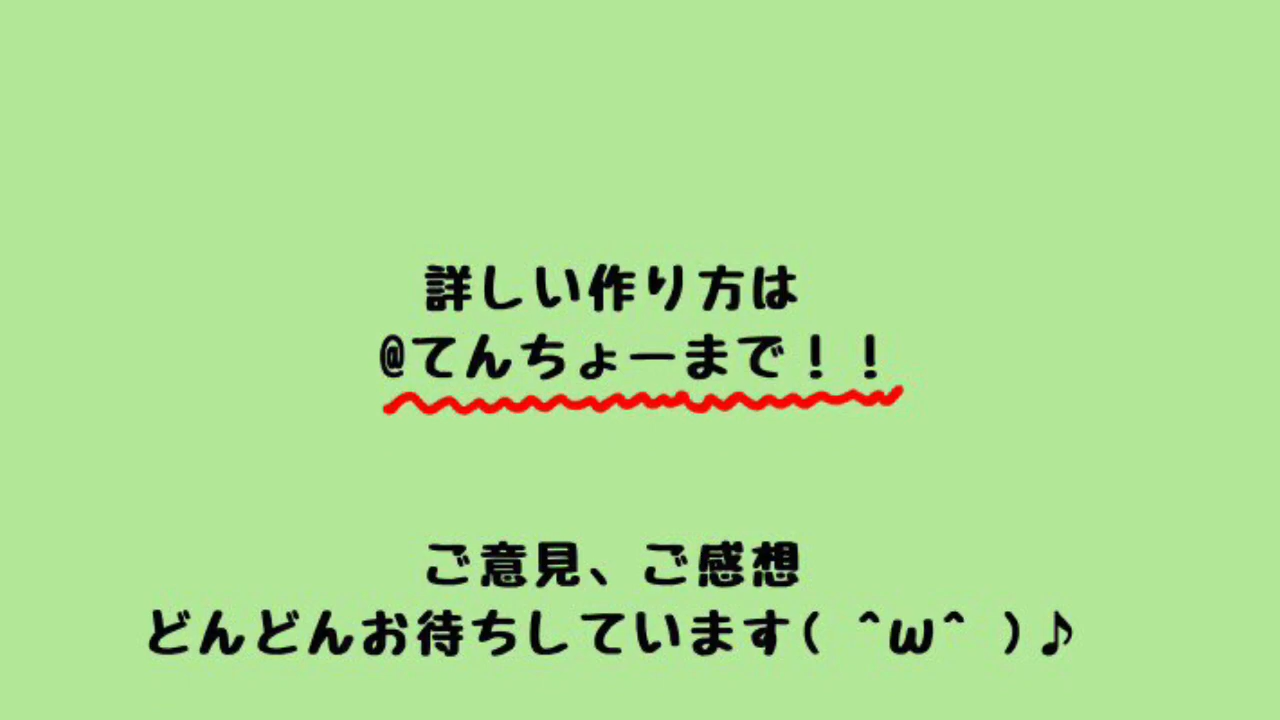 詳しい作り方は
@てんちょーまで！！
ご意見、ご感想
どんどんお待ちしています( ^ω^ )♪